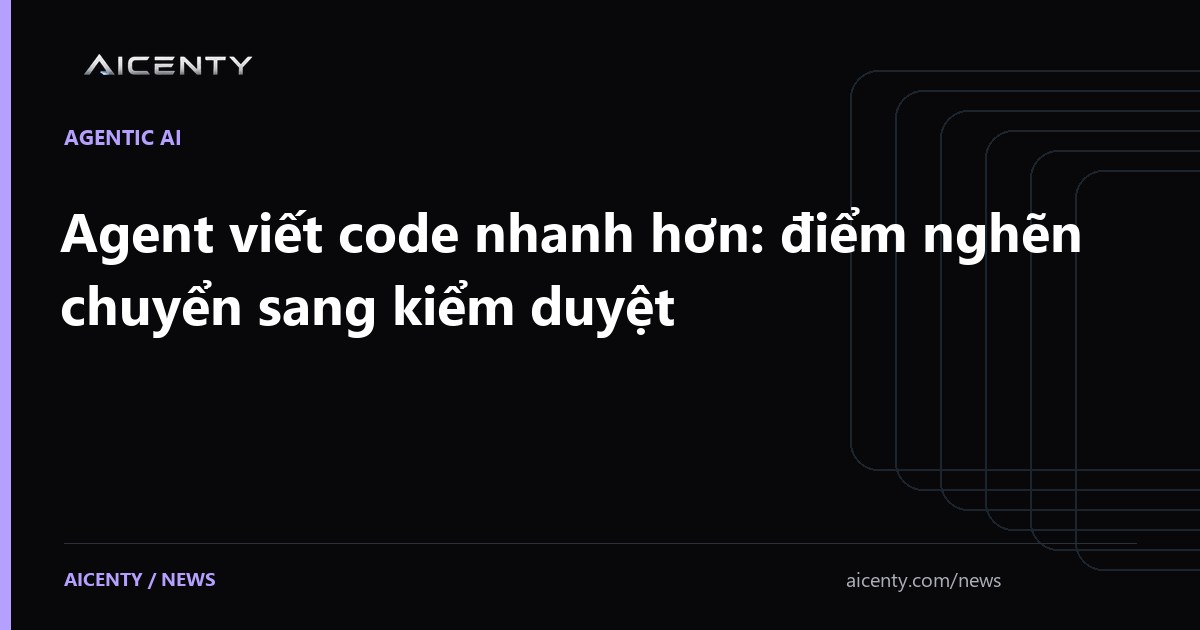 AICENTY
AGENTIC AI
Agent viết code nhanh hơn: điểm nghẽn
chuyển sang kiểm duyệt
AICENTY / NEWS
aicenty.com/news